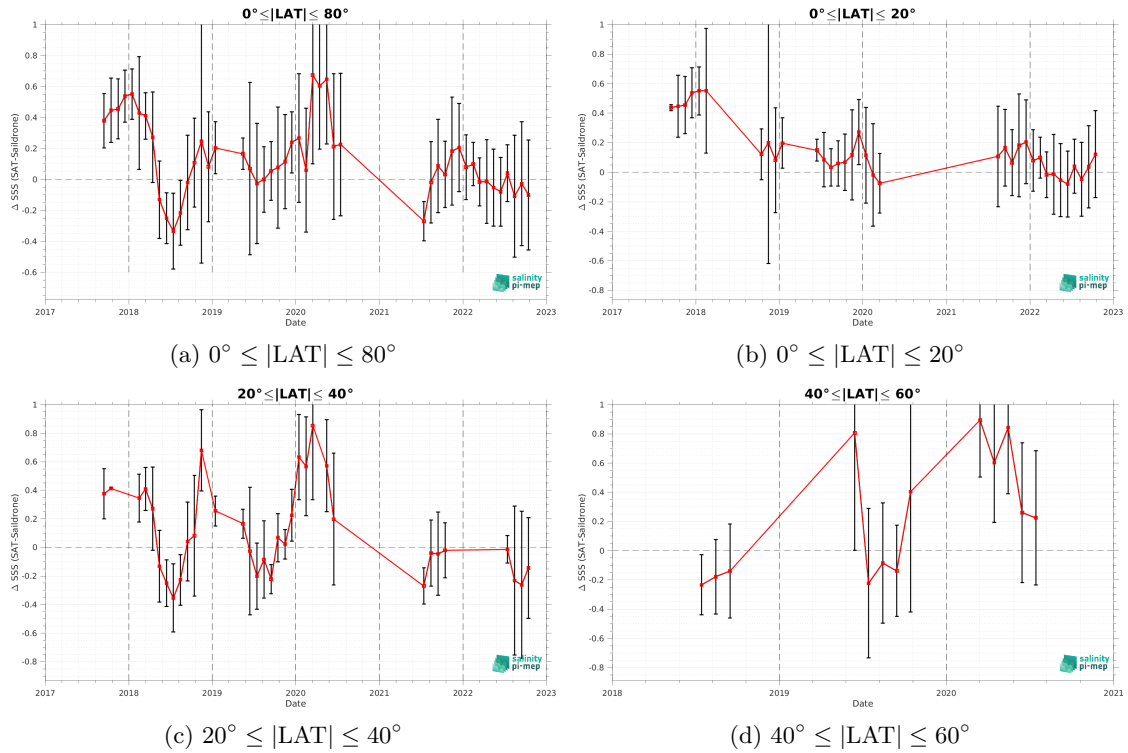 0°≤|LAT|≤ 80°
1
0.8
0.6
0.4
0.2
0
-0.2
-0.4
-0.6
Δ SSS (SAT-Saildrone)
2017 2018 2019 2020 2021 2022 2023
Date
salinity
pi-mep
(a) 0° ≤ |LAT| ≤ 80°
0°≤|LAT|≤ 20°
1
0.8
0.6
0.4
0.2
0
-0.2
-0.4
-0.6
-0.8
Δ SSS (SAT-Saildrone)
2017 2018 2019 2020 2021 2022 2023
Date
salinity
pi-mep
(b) 0° ≤ |LAT| ≤ 20°
20°≤|LAT|≤ 40°
1
0.8
0.6
0.4
0.2
0
-0.2
-0.4
-0.6
-0.8
Δ SSS (SAT-Saildrone)
2017 2018 2019 2020 2021 2022 2023
Date
salinity
pi-mep
(c) 20° ≤ |LAT| ≤ 40°
40°≤|LAT|≤ 60°
1
0.8
0.6
0.4
0.2
0
-0.2
-0.4
-0.6
-0.8
Δ SSS (SAT-Saildrone)
2018 2019 2020 2021
Date
salinity
pi-mep
(d) 40° ≤ |LAT| ≤ 60°